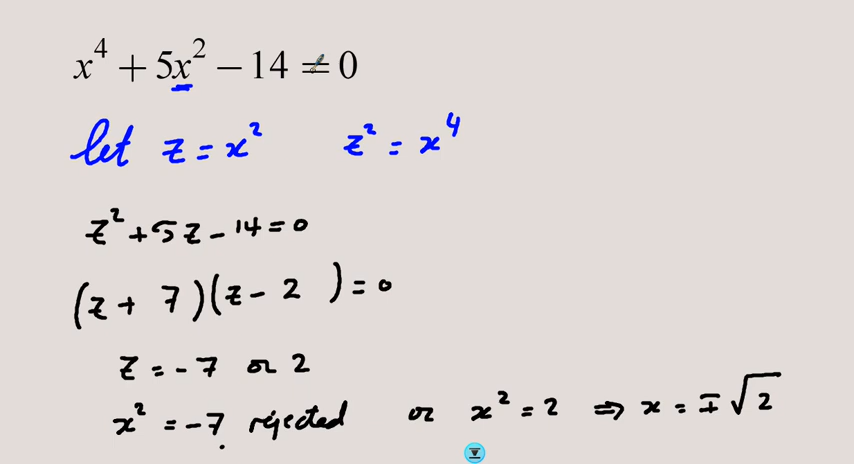 x⁴ + 5x² − 14 = 0
let z = x² z² = x⁴
z² + 5z − 14 = 0
(z + 7)(z − 2) = 0
z = −7 or 2
x² = −7 rejected or x² = 2 ⇒ x = ∓√2